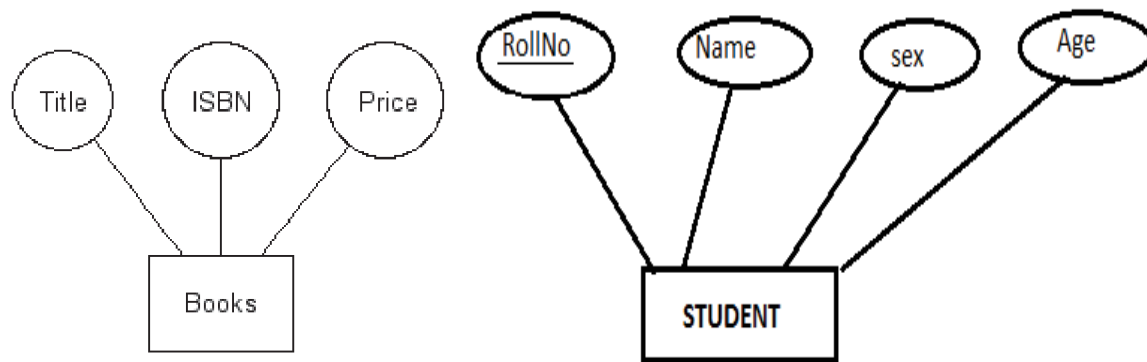 Title
ISBN
Price
Books
RollNo
Name
sex
Age
STUDENT